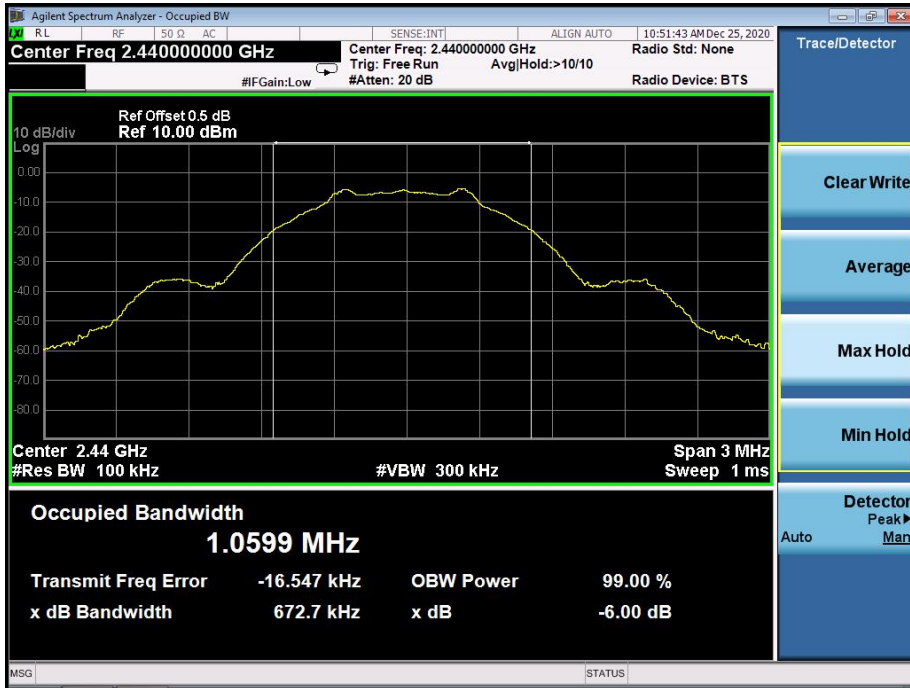 Agilent Spectrum Analyzer - Occupied BW
LXI RL RF 50 Ω AC SENSE:INT ALIGN AUTO 10:51:43 AM Dec 25, 2020
Center Freq 2.440000000 GHz
Center Freq: 2.440000000 GHz
Radio Std: None
Trig: Free Run Avg|Hold:>10/10
#IFGain:Low
#Atten: 20 dB
Radio Device: BTS
Ref Offset 0.5 dB
10 dB/div Ref 10.00 dBm
Log
0.00
-10.0
-20.0
-30.0
-40.0
-50.0
-60.0
-70.0
-80.0
Center 2.44 GHz Span 3 MHz
#Res BW 100 kHz #VBW 300 kHz Sweep 1 ms
Occupied Bandwidth
1.0599 MHz
Transmit Freq Error -16.547 kHz OBW Power 99.00 %
x dB Bandwidth 672.7 kHz x dB -6.00 dB
MSG STATUS
Trace/Detector
Clear Write
Average
Max Hold
Min Hold
Detector
Peak▶
Auto Man